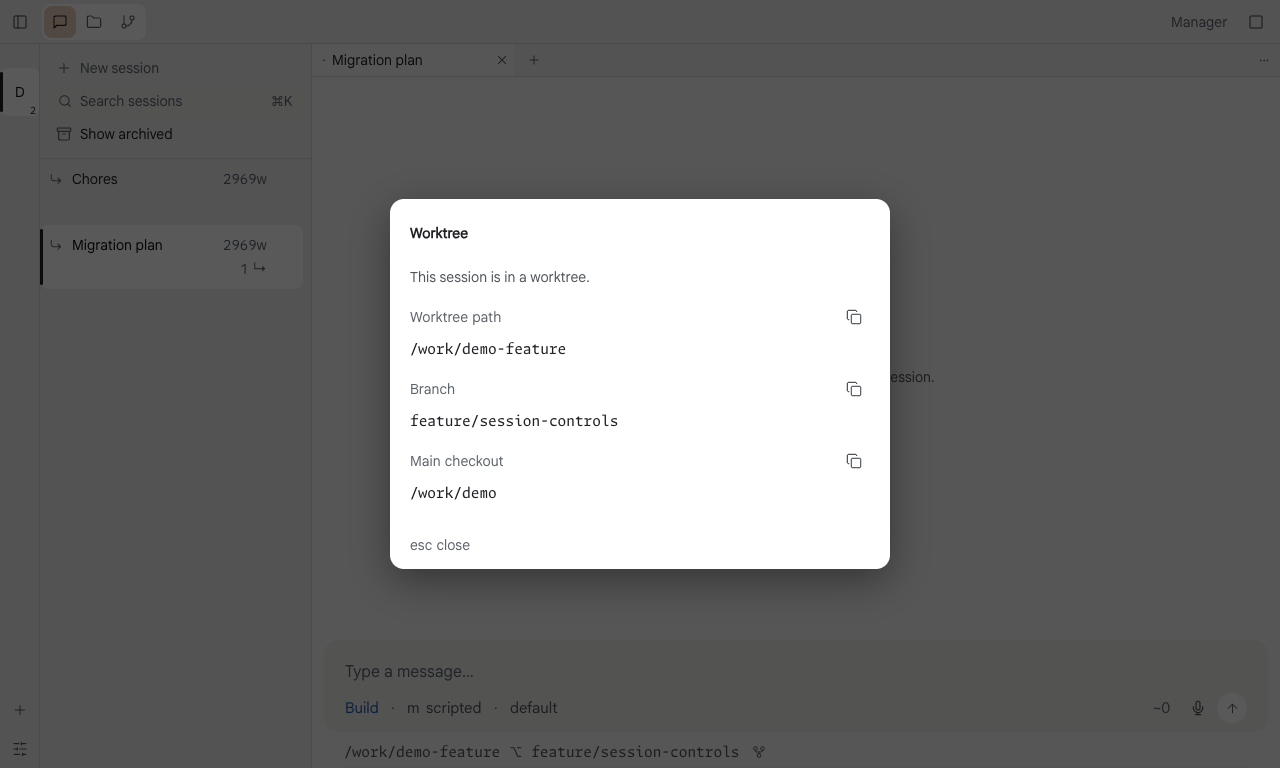 Manager
D
2
New session
Search sessions ⌘K
Show archived
Chores 2969w
Migration plan 2969w
1
· Migration plan
Worktree
This session is in a worktree.
Worktree path
/work/demo-feature
Branch
feature/session-controls
Main checkout
/work/demo
esc close
ession.
Type a message...
Build · m scripted · default ~0
/work/demo-feature ⌥ feature/session-controls